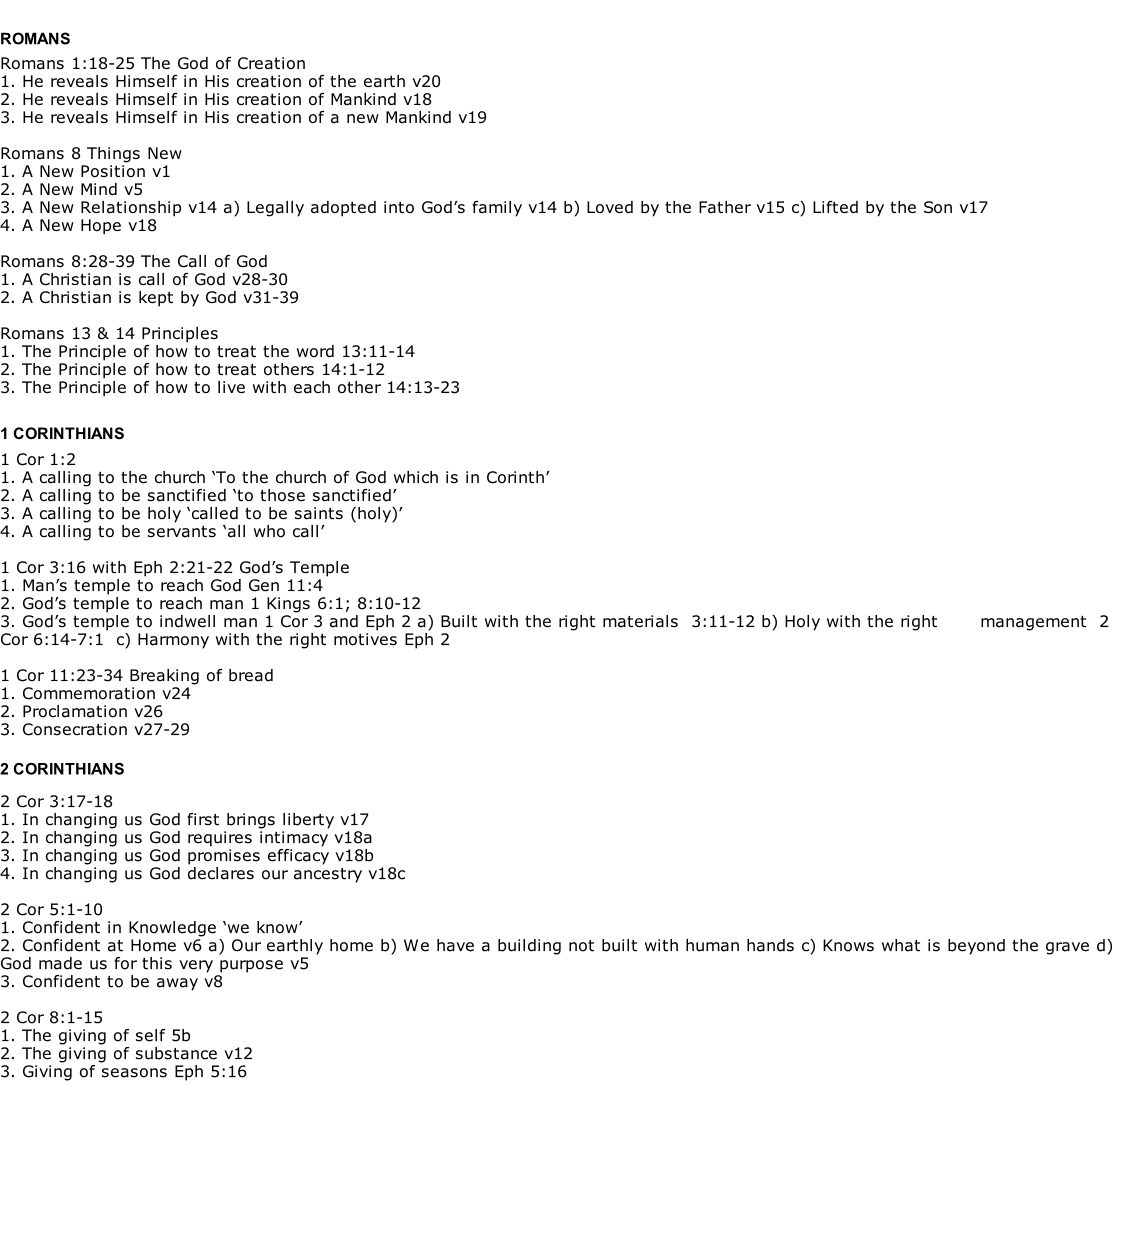 ROMANS
Romans 1:18-25 The God of Creation
1. He reveals Himself in His creation of the earth v20
2. He reveals Himself in His creation of Mankind v18
3. He reveals Himself in His creation of a new Mankind v19
Romans 8 Things New
1. A New Position v1
2. A New Mind v5
3. A New Relationship v14 a) Legally adopted into God’s family v14 b) Loved by the Father v15 c) Lifted by the Son v17
4. A New Hope v18
Romans 8:28-39 The Call of God
1. A Christian is call of God v28-30
2. A Christian is kept by God v31-39
Romans 13 & 14 Principles
1. The Principle of how to treat the word 13:11-14
2. The Principle of how to treat others 14:1-12
3. The Principle of how to live with each other 14:13-23
1 CORINTHIANS
1 Cor 1:2
1. A calling to the church ‘To the church of God which is in Corinth’
2. A calling to be sanctified ‘to those sanctified’
3. A calling to be holy ‘called to be saints (holy)’
4. A calling to be servants ‘all who call’
1 Cor 3:16 with Eph 2:21-22 God’s Temple
1. Man’s temple to reach God Gen 11:4
2. God’s temple to reach man 1 Kings 6:1; 8:10-12
3. God’s temple to indwell man 1 Cor 3 and Eph 2 a) Built with the right materials 3:11-12 b) Holy with the right management 2
Cor 6:14-7:1 c) Harmony with the right motives Eph 2
1 Cor 11:23-34 Breaking of bread
1. Commemoration v24
2. Proclamation v26
3. Consecration v27-29
2 CORINTHIANS
2 Cor 3:17-18
1. In changing us God first brings liberty v17
2. In changing us God requires intimacy v18a
3. In changing us God promises efficacy v18b
4. In changing us God declares our ancestry v18c
2 Cor 5:1-10
1. Confident in Knowledge ‘we know’
2. Confident at Home v6 a) Our earthly home b) We have a building not built with human hands c) Knows what is beyond the grave d)
God made us for this very purpose v5
3. Confident to be away v8
2 Cor 8:1-15
1. The giving of self 5b
2. The giving of substance v12
3. Giving of seasons Eph 5:16